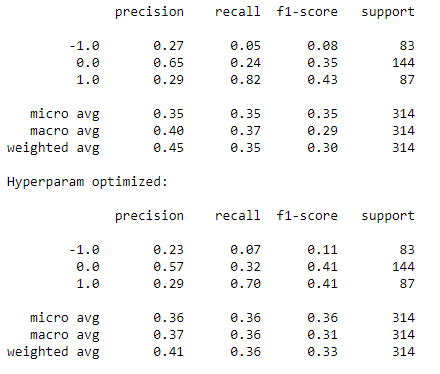 precision recall f1-score support
-1.0 0.27 0.05 0.08 83
0.0 0.65 0.24 0.35 144
1.0 0.29 0.82 0.43 87
micro avg 0.35 0.35 0.35 314
macro avg 0.40 0.37 0.29 314
weighted avg 0.45 0.35 0.30 314
Hyperparam optimized:
precision recall f1-score support
-1.0 0.23 0.07 0.11 83
0.0 0.57 0.32 0.41 144
1.0 0.29 0.70 0.41 87
micro avg 0.36 0.36 0.36 314
macro avg 0.37 0.36 0.31 314
weighted avg 0.41 0.36 0.33 314